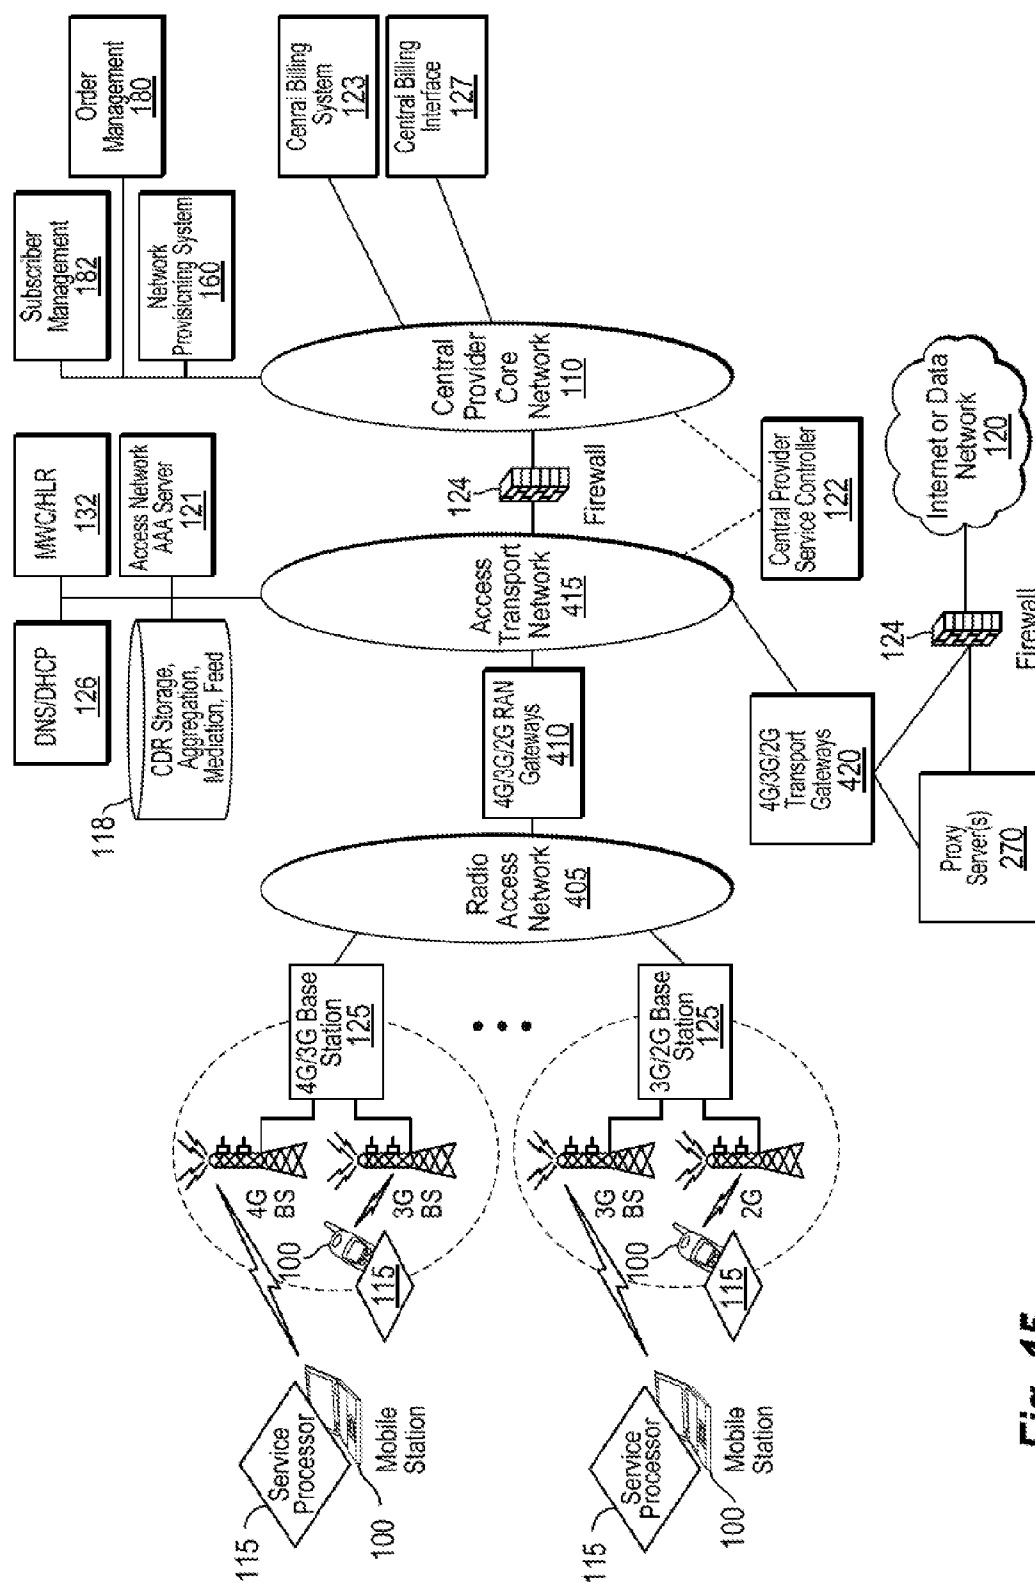 Subscriber
Management
182
Order
Management
180
Network
Provisioning System
160
Cenral Billing
System
123
Central Billing
Interface
127
DNS/DHCP
126
MWC/HLR
132
118
CDR Storage,
Aggregation,
Mediation, Feed
Access Network
AAA Server
121
115
Service
Processor
100
Mobile
Station
100
115
4G
BS
3G
BS
4G/3G Base
Station
125
Radio
Access
Network
405
4G/3G/2G RAN
Gateways
410
Access
Transport
Network
415
124
Firewall
Central
Provider
Core
Network
110
115
Service
Processor
100
Mobile
Station
100
115
3G
BS
2G
3G/2G Base
Station
125
4G/3G/2G
Transport
Gateways
420
Central Provider
Service Controller
122
Proxy
Server(s)
270
124
Firewall
Internet or Data
Network
120